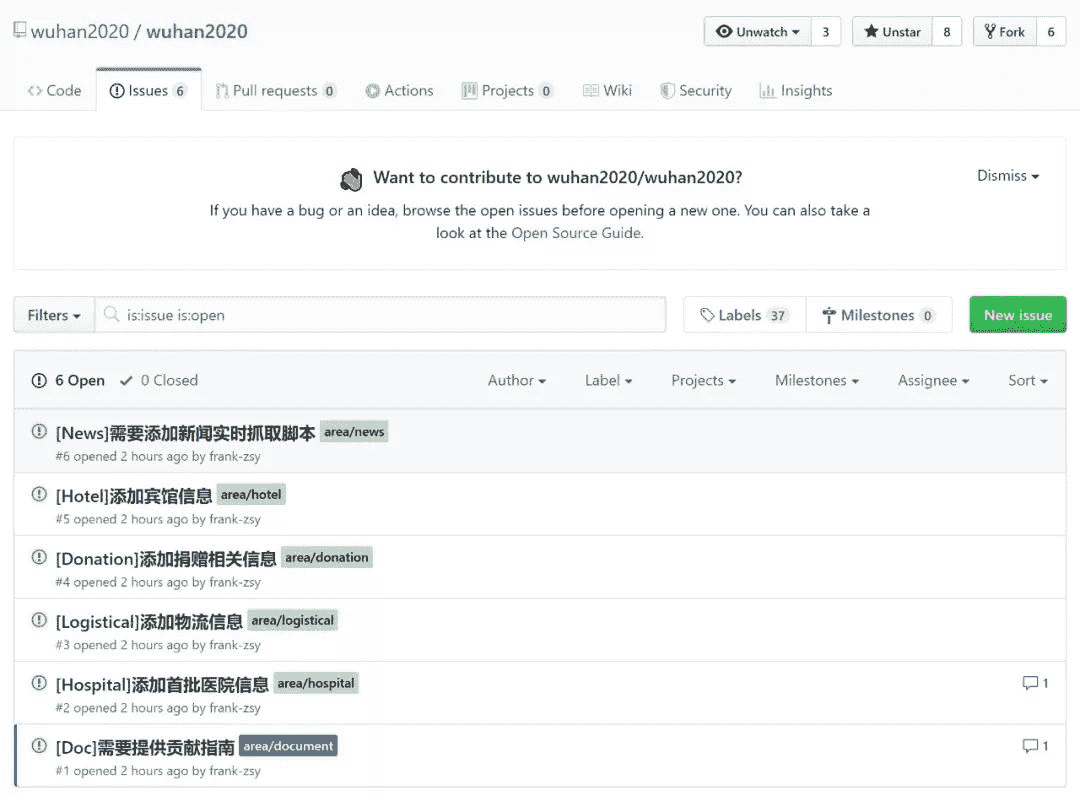 wuhan2020 / wuhan2020 Unwatch 3 Unstar 8 Fork 6
Code Issues 6 Pull requests 0 Actions Projects 0 Wiki Security Insights
Want to contribute to wuhan2020/wuhan2020? Dismiss
If you have a bug or an idea, browse the open issues before opening a new one. You can also take a
look at the Open Source Guide.
Filters is:issue is:open Labels 37 Milestones 0 New issue
6 Open 0 Closed Author Label Projects Milestones Assignee Sort
[News]需要添加新闻实时抓取脚本 area/news
#6 opened 2 hours ago by frank-zsy
[Hotel]添加宾馆信息 area/hotel
#5 opened 2 hours ago by frank-zsy
[Donation]添加捐赠相关信息 area/donation
#4 opened 2 hours ago by frank-zsy
[Logistical]添加物流信息 area/logistical
#3 opened 2 hours ago by frank-zsy
[Hospital]添加首批医院信息 area/hospital 1
#2 opened 2 hours ago by frank-zsy
[Doc]需要提供贡献指南 area/document 1
#1 opened 2 hours ago by frank-zsy